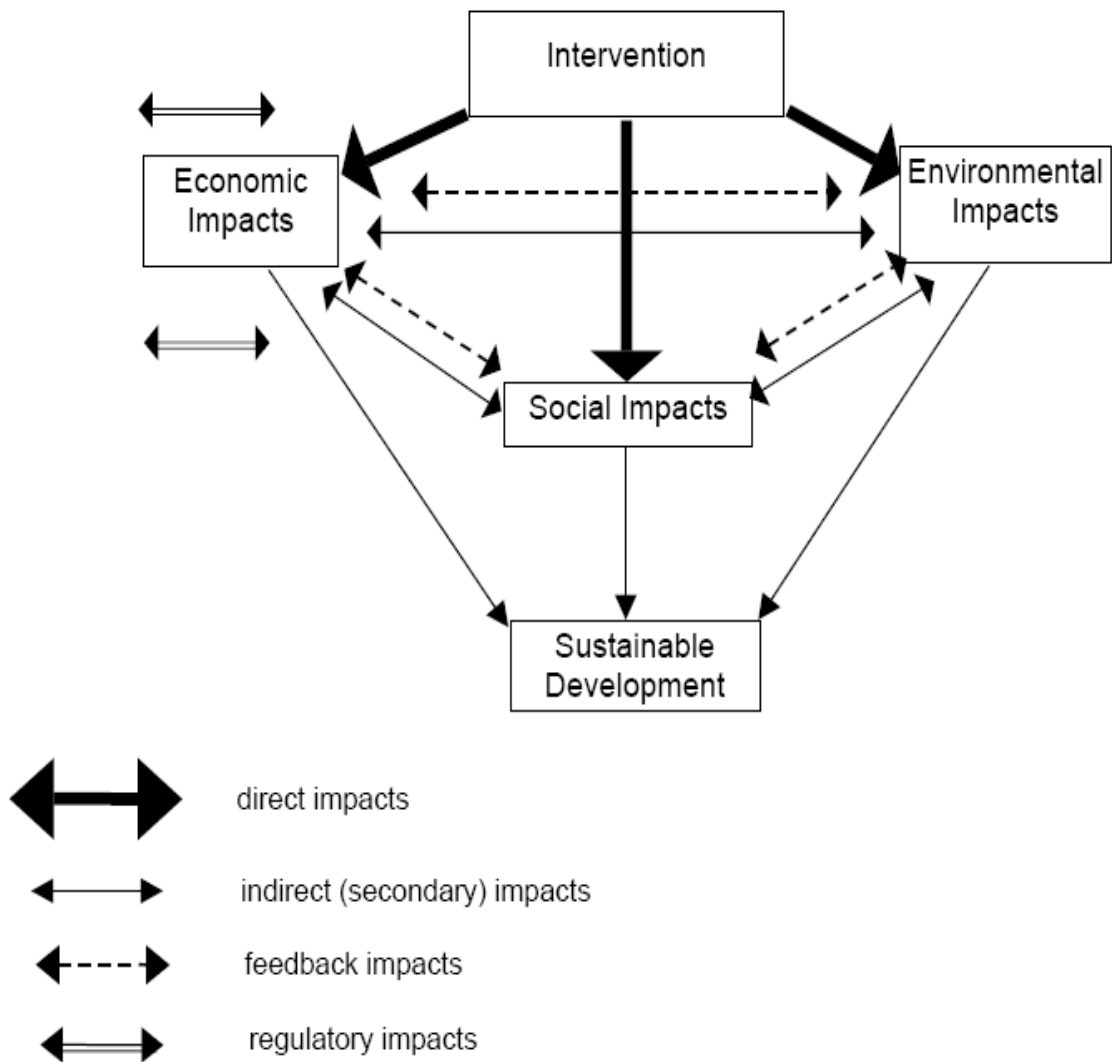 Intervention
Economic
Impacts
Environmental
Impacts
Social Impacts
Sustainable
Development
direct impacts
indirect (secondary) impacts
feedback impacts
regulatory impacts